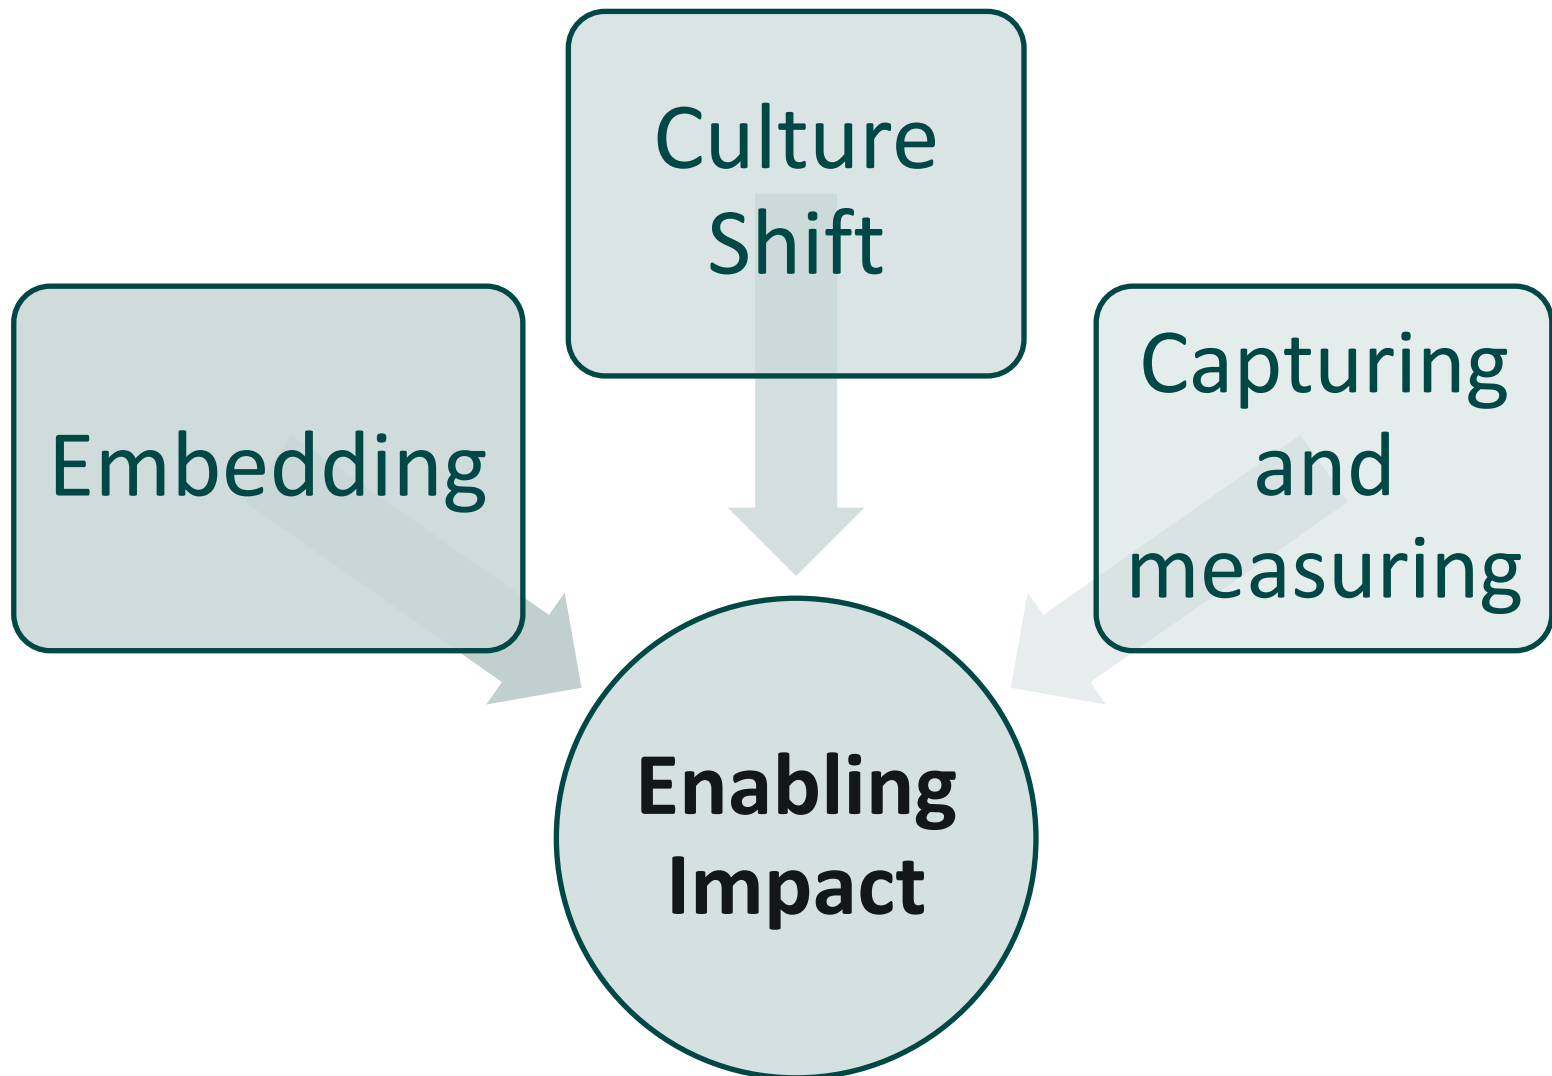 Culture
Shift
Embedding
Capturing
and
measuring
Enabling
Impact